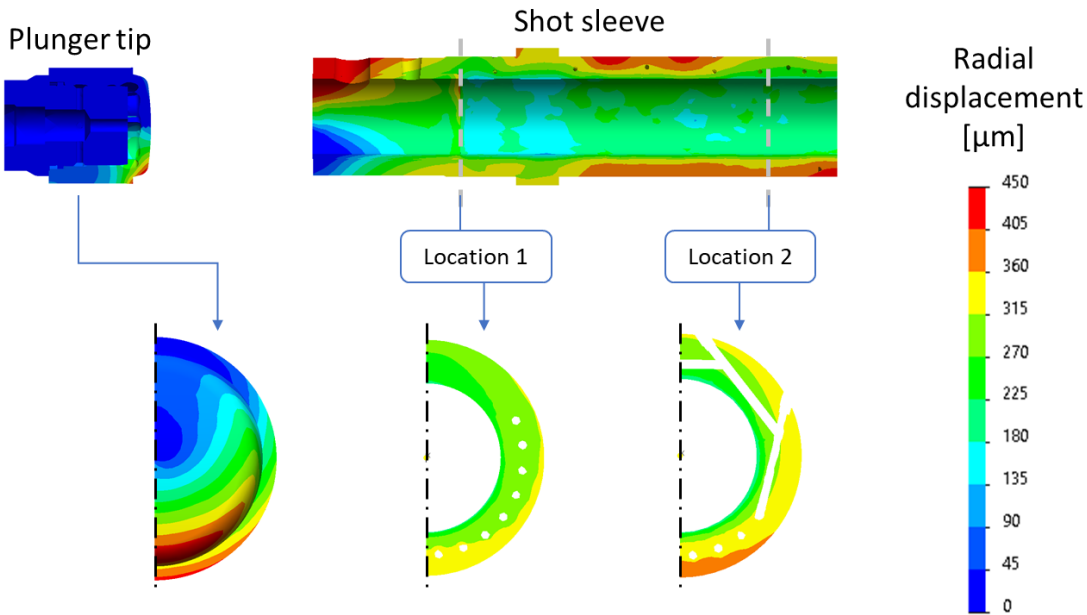 Plunger tip
Shot sleeve
Radial
displacement
[µm]
450
405
360
315
270
225
180
135
90
45
0
Location 1
Location 2